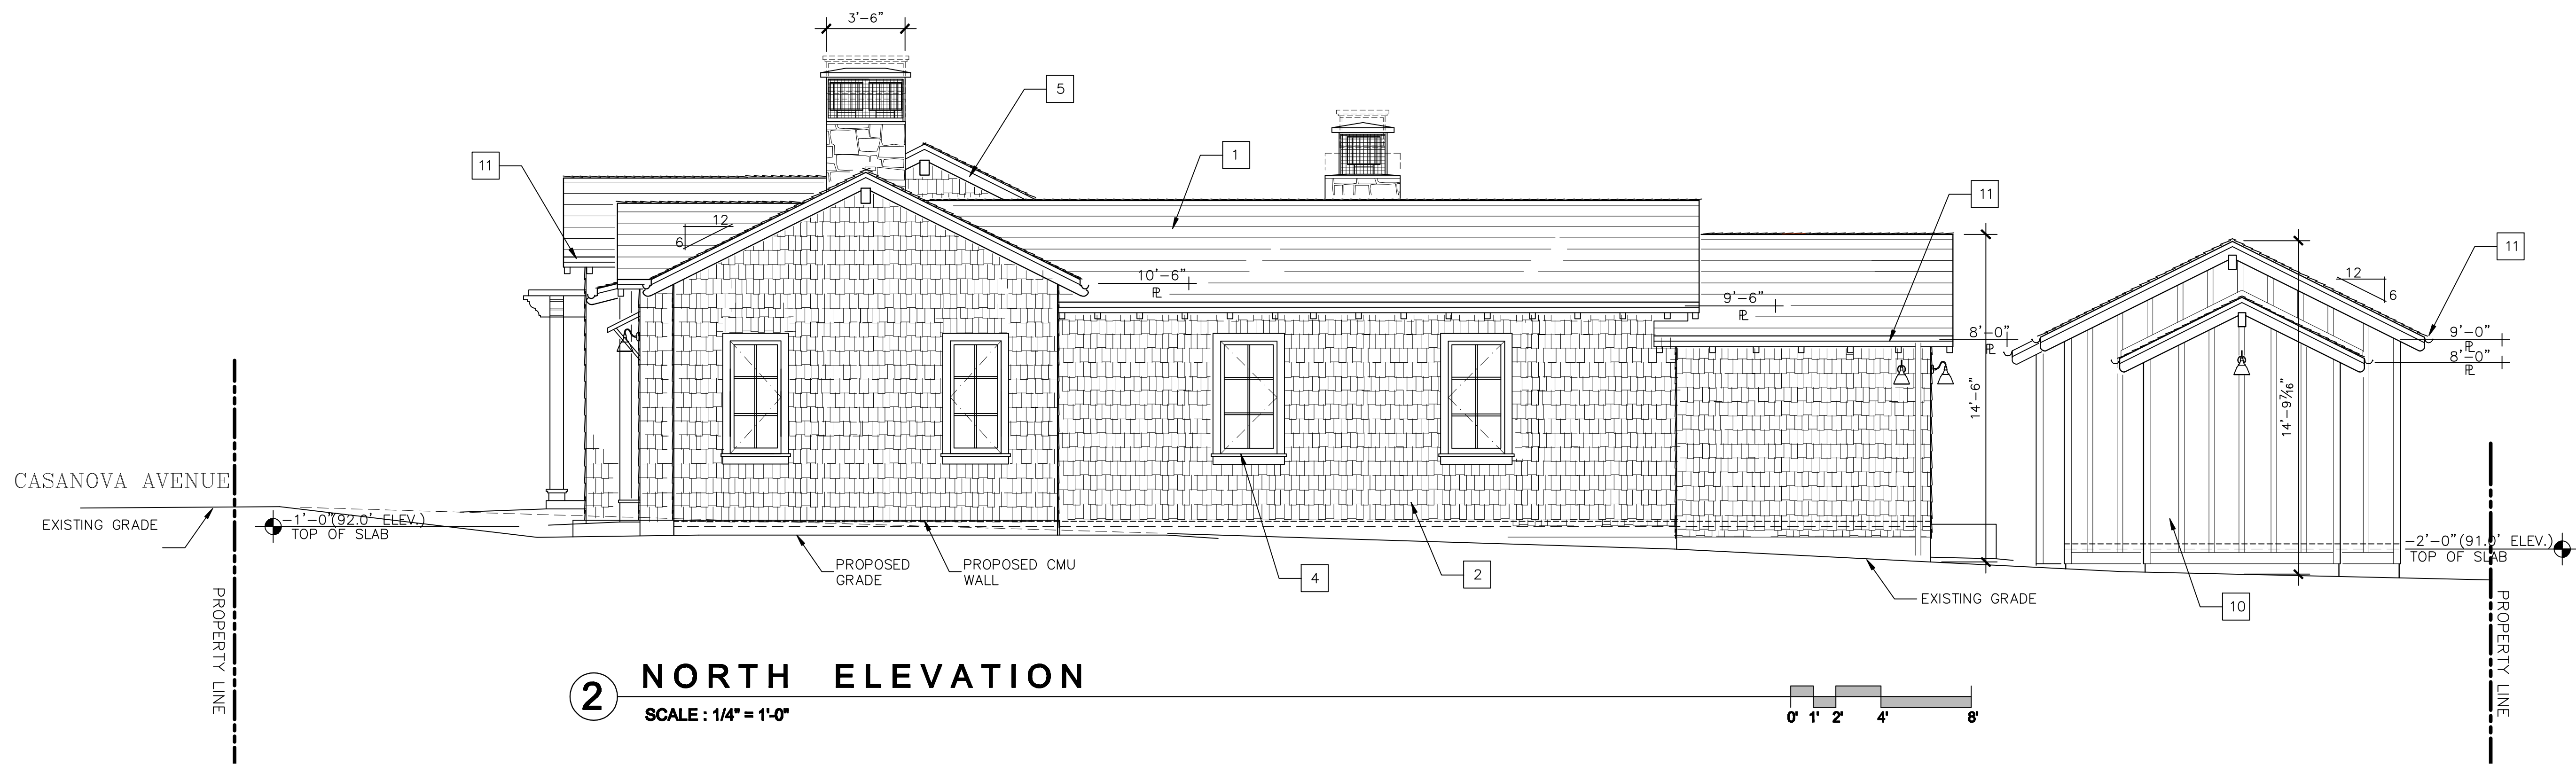 3'-6"
5
11
1
11
11
12
6
10'-6"
PL
9'-6"
PL
8'-0"
PL
14'-6"
12
6
9'-0"
PL
8'-0"
PL
14'-9 7/16"
CASANOVA AVENUE
EXISTING GRADE
-1'-0"(92.0' ELEV.)
TOP OF SLAB
-2'-0"(91.0' ELEV.)
TOP OF SLAB
PROPOSED
GRADE
PROPOSED CMU
WALL
4
2
EXISTING GRADE
10
PROPERTY LINE
PROPERTY LINE
2
NORTH ELEVATION
SCALE : 1/4" = 1'-0"
0' 1' 2' 4' 8'